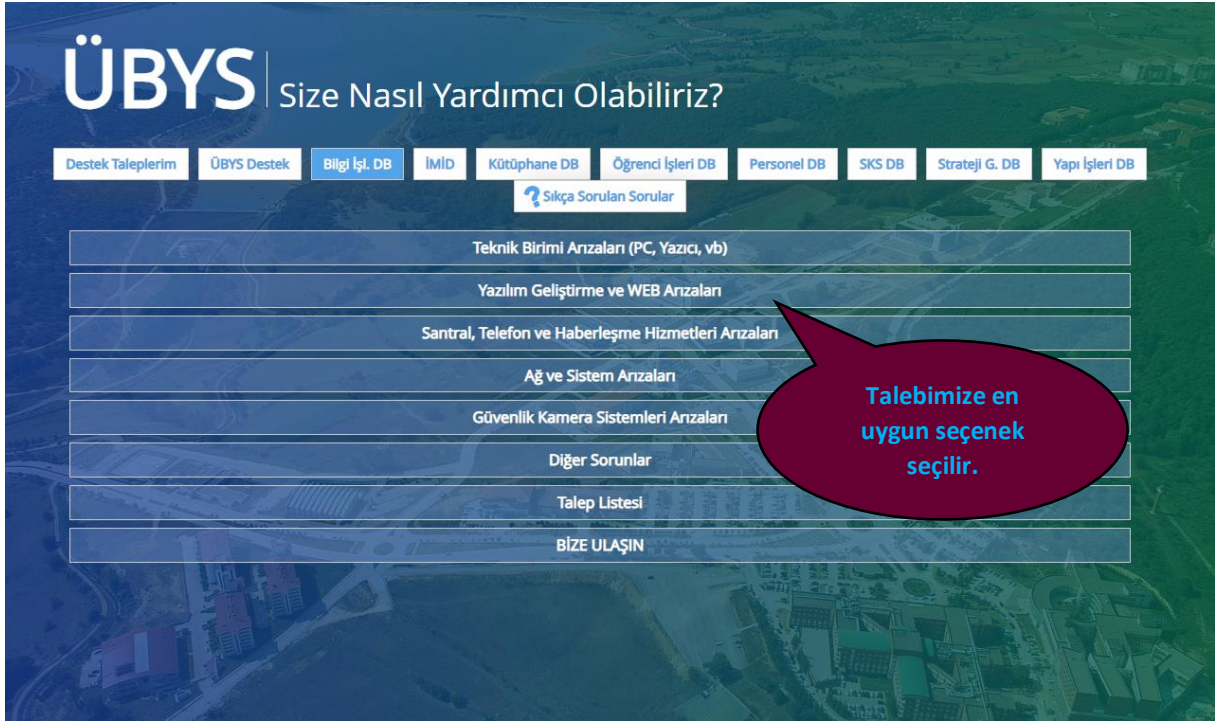 ÜBYS Size Nasıl Yardımcı Olabiliriz?
Destek Taleplerim ÜBYS Destek Bilgi İşl. DB İMİD Kütüphane DB Öğrenci İşleri DB Personel DB SKS DB Strateji G. DB Yapı İşleri DB
? Sıkça Sorulan Sorular
Teknik Birimi Arızaları (PC, Yazıcı, vb)
Yazılım Geliştirme ve WEB Arızaları
Santral, Telefon ve Haberleşme Hizmetleri Arızaları
Ağ ve Sistem Arızaları
Güvenlik Kamera Sistemleri Arızaları
Diğer Sorunlar
Talep Listesi
BİZE ULAŞIN
Talebimize en
uygun seçenek
seçilir.